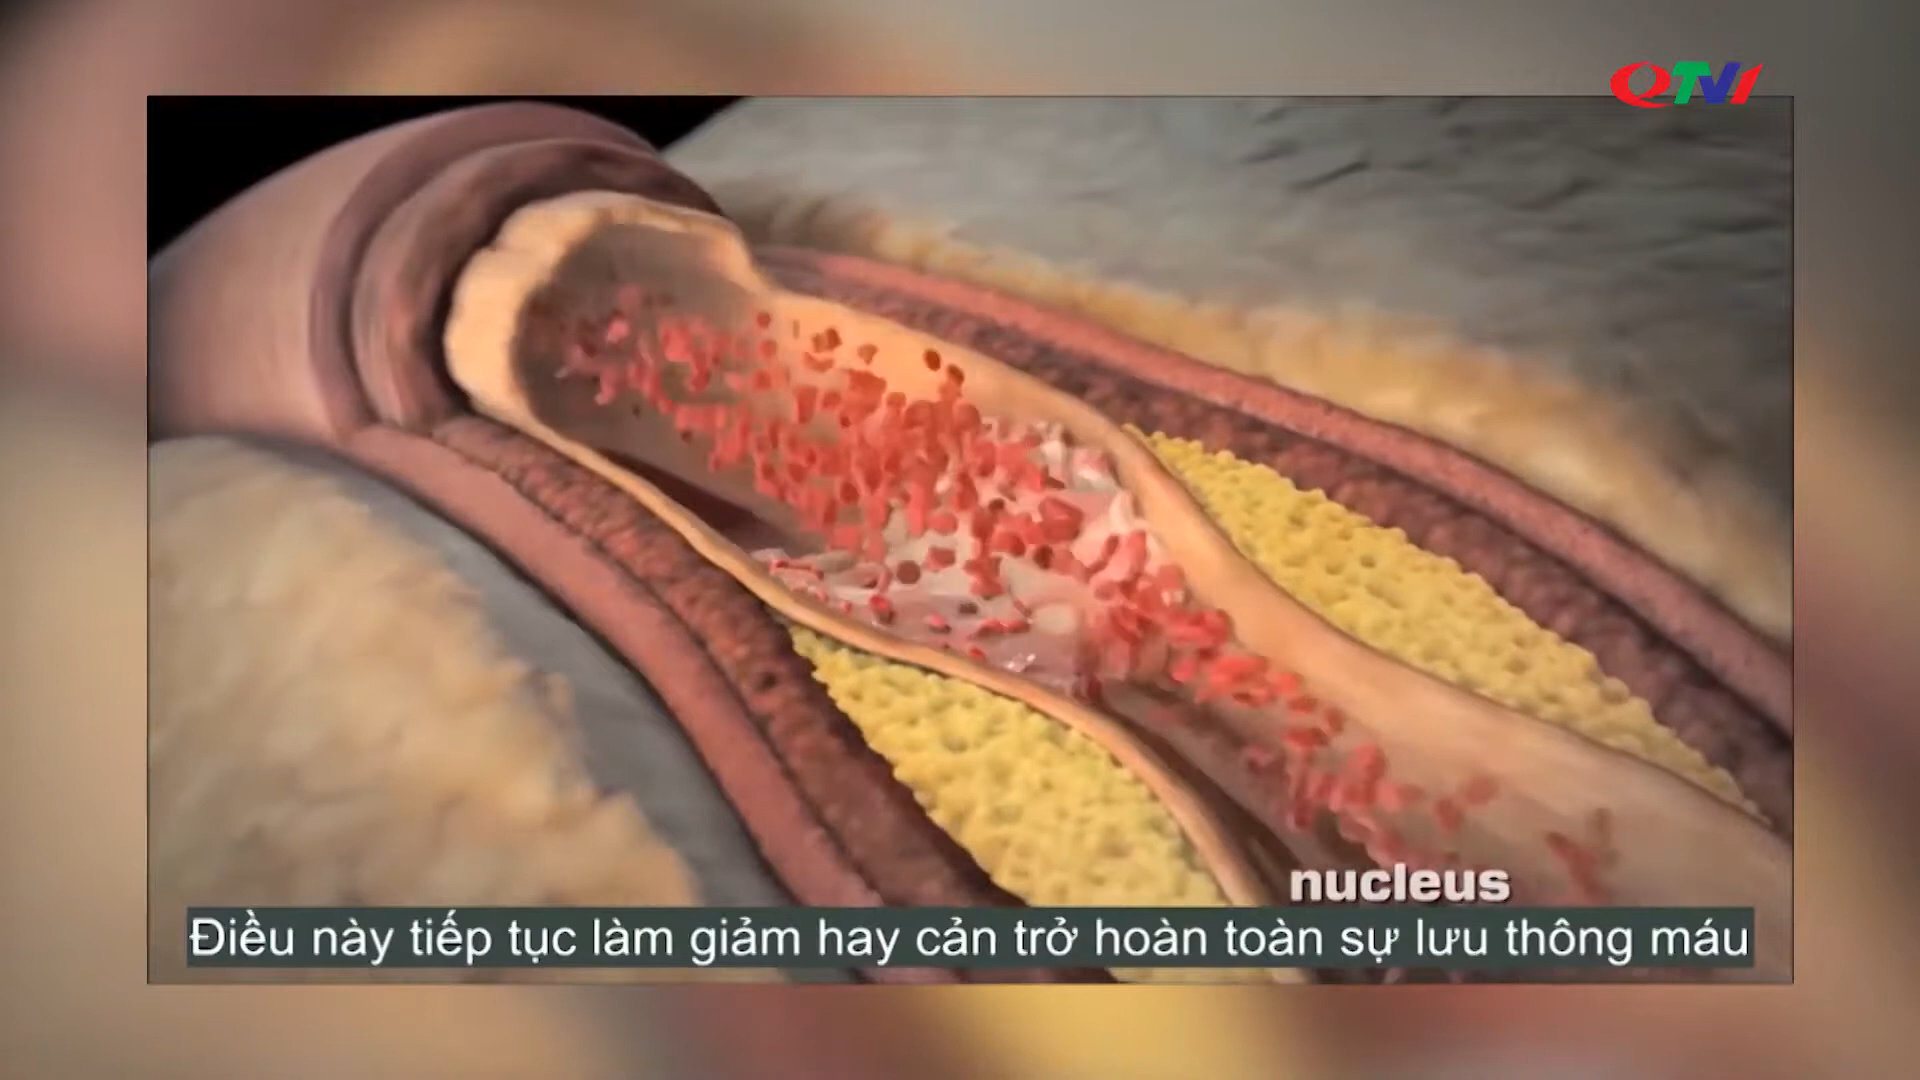 QTV1
nucleus
Điều này tiếp tục làm giảm hay cản trở hoàn toàn sự lưu thông máu